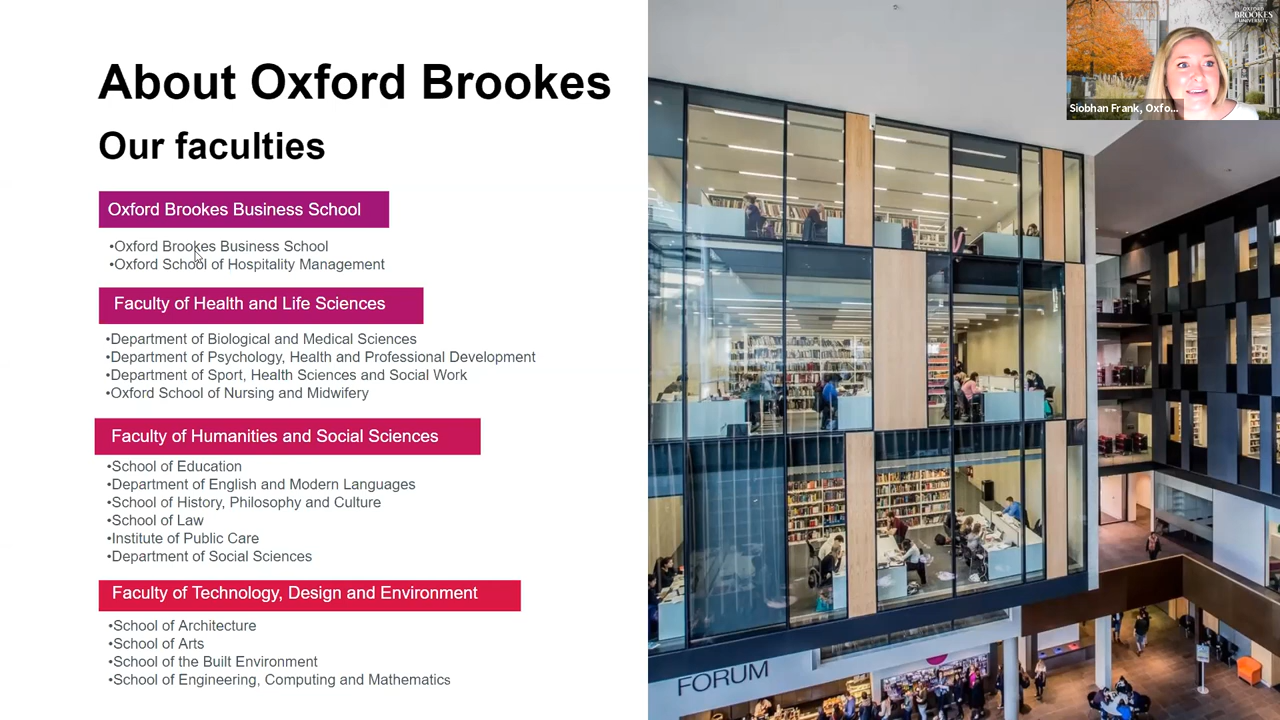 About Oxford Brookes
Our faculties
Oxford Brookes Business School
•Oxford Brookes Business School
•Oxford School of Hospitality Management
Faculty of Health and Life Sciences
•Department of Biological and Medical Sciences
•Department of Psychology, Health and Professional Development
•Department of Sport, Health Sciences and Social Work
•Oxford School of Nursing and Midwifery
Faculty of Humanities and Social Sciences
•School of Education
•Department of English and Modern Languages
•School of History, Philosophy and Culture
•School of Law
•Institute of Public Care
•Department of Social Sciences
Faculty of Technology, Design and Environment
•School of Architecture
•School of Arts
•School of the Built Environment
•School of Engineering, Computing and Mathematics
OXFORD
BROOKES
UNIVERSITY
Siobhan Frank, Oxfo...
FORUM